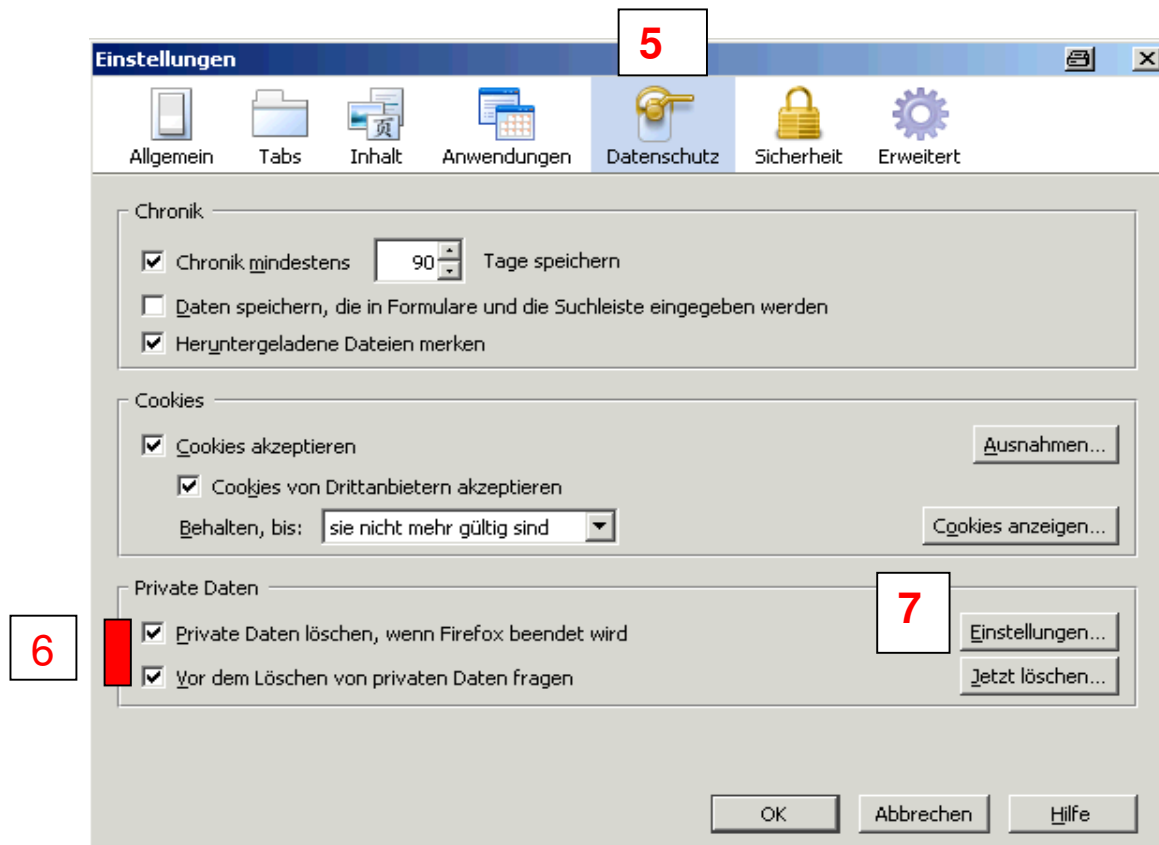 5
Einstellungen
Allgemein Tabs Inhalt Anwendungen Datenschutz Sicherheit Erweitert
页
Chronik
Chronik mindestens 90 Tage speichern
Daten speichern, die in Formulare und die Suchleiste eingegeben werden
Heruntergeladene Dateien merken
Cookies
Cookies akzeptieren Ausnahmen...
Cookies von Drittanbietern akzeptieren
Behalten, bis: sie nicht mehr gültig sind Cookies anzeigen...
Private Daten
7
6
Private Daten löschen, wenn Firefox beendet wird Einstellungen...
Vor dem Löschen von privaten Daten fragen Jetzt löschen...
OK Abbrechen Hilfe